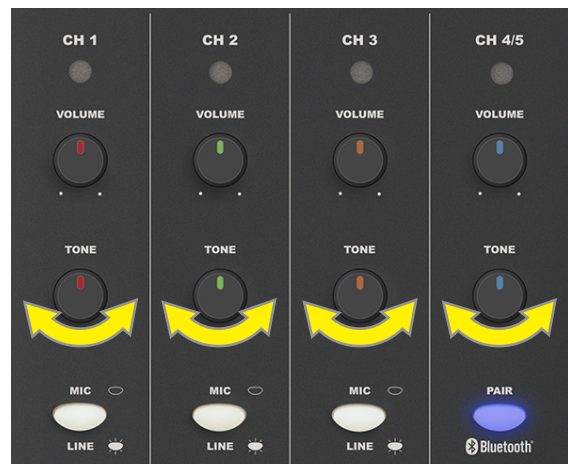 CH 1
VOLUME
TONE
MIC
LINE
CH 2
VOLUME
TONE
MIC
LINE
CH 3
VOLUME
TONE
MIC
LINE
CH 4/5
VOLUME
TONE
PAIR
Bluetooth®